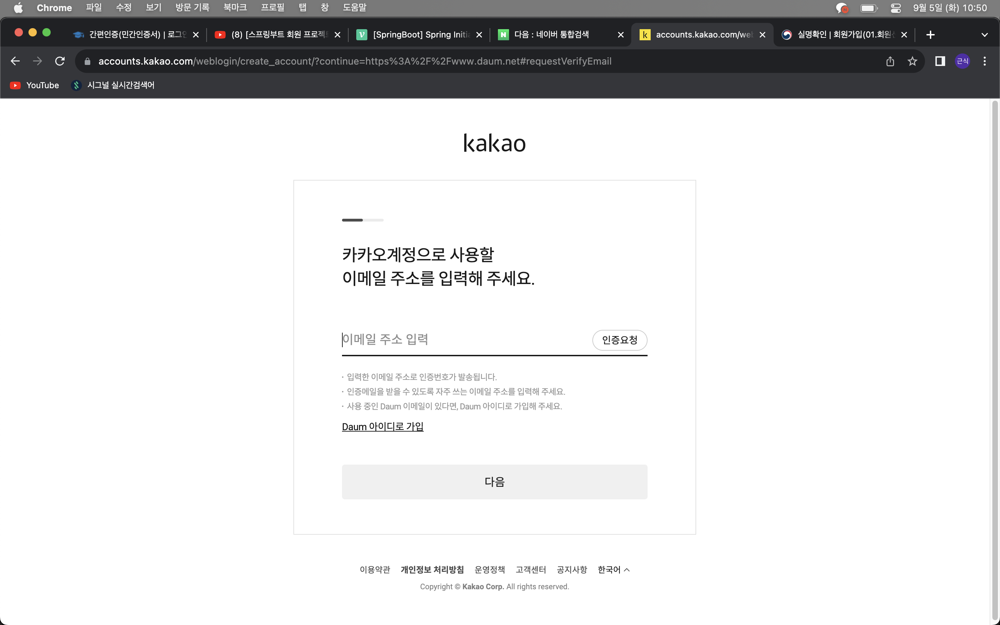 Chrome 파일 수정 보기 방문 기록 북마크 프로필 탭 창 도움말 9월 5일 (화) 10:50
간편인증(민간인증서) | 로그인 (8) [스프링부트 회원 프로젝트 [SpringBoot] Spring Initia 다음 : 네이버 통합검색 accounts.kakao.com/web 실명확인 | 회원가입(01.회원
accounts.kakao.com/weblogin/create_account/?continue=https%3A%2F%2Fwww.daum.net#requestVerifyEmail 근식
YouTube 시그널 실시간검색어
kakao
카카오계정으로 사용할
이메일 주소를 입력해 주세요.
이메일 주소 입력 인증요청
· 입력한 이메일 주소로 인증번호가 발송됩니다.
· 인증메일을 받을 수 있도록 자주 쓰는 이메일 주소를 입력해 주세요.
· 사용 중인 Daum 이메일이 있다면, Daum 아이디로 가입해 주세요.
Daum 아이디로 가입
다음
이용약관 개인정보 처리방침 운영정책 고객센터 공지사항 한국어
Copyright © Kakao Corp. All rights reserved.